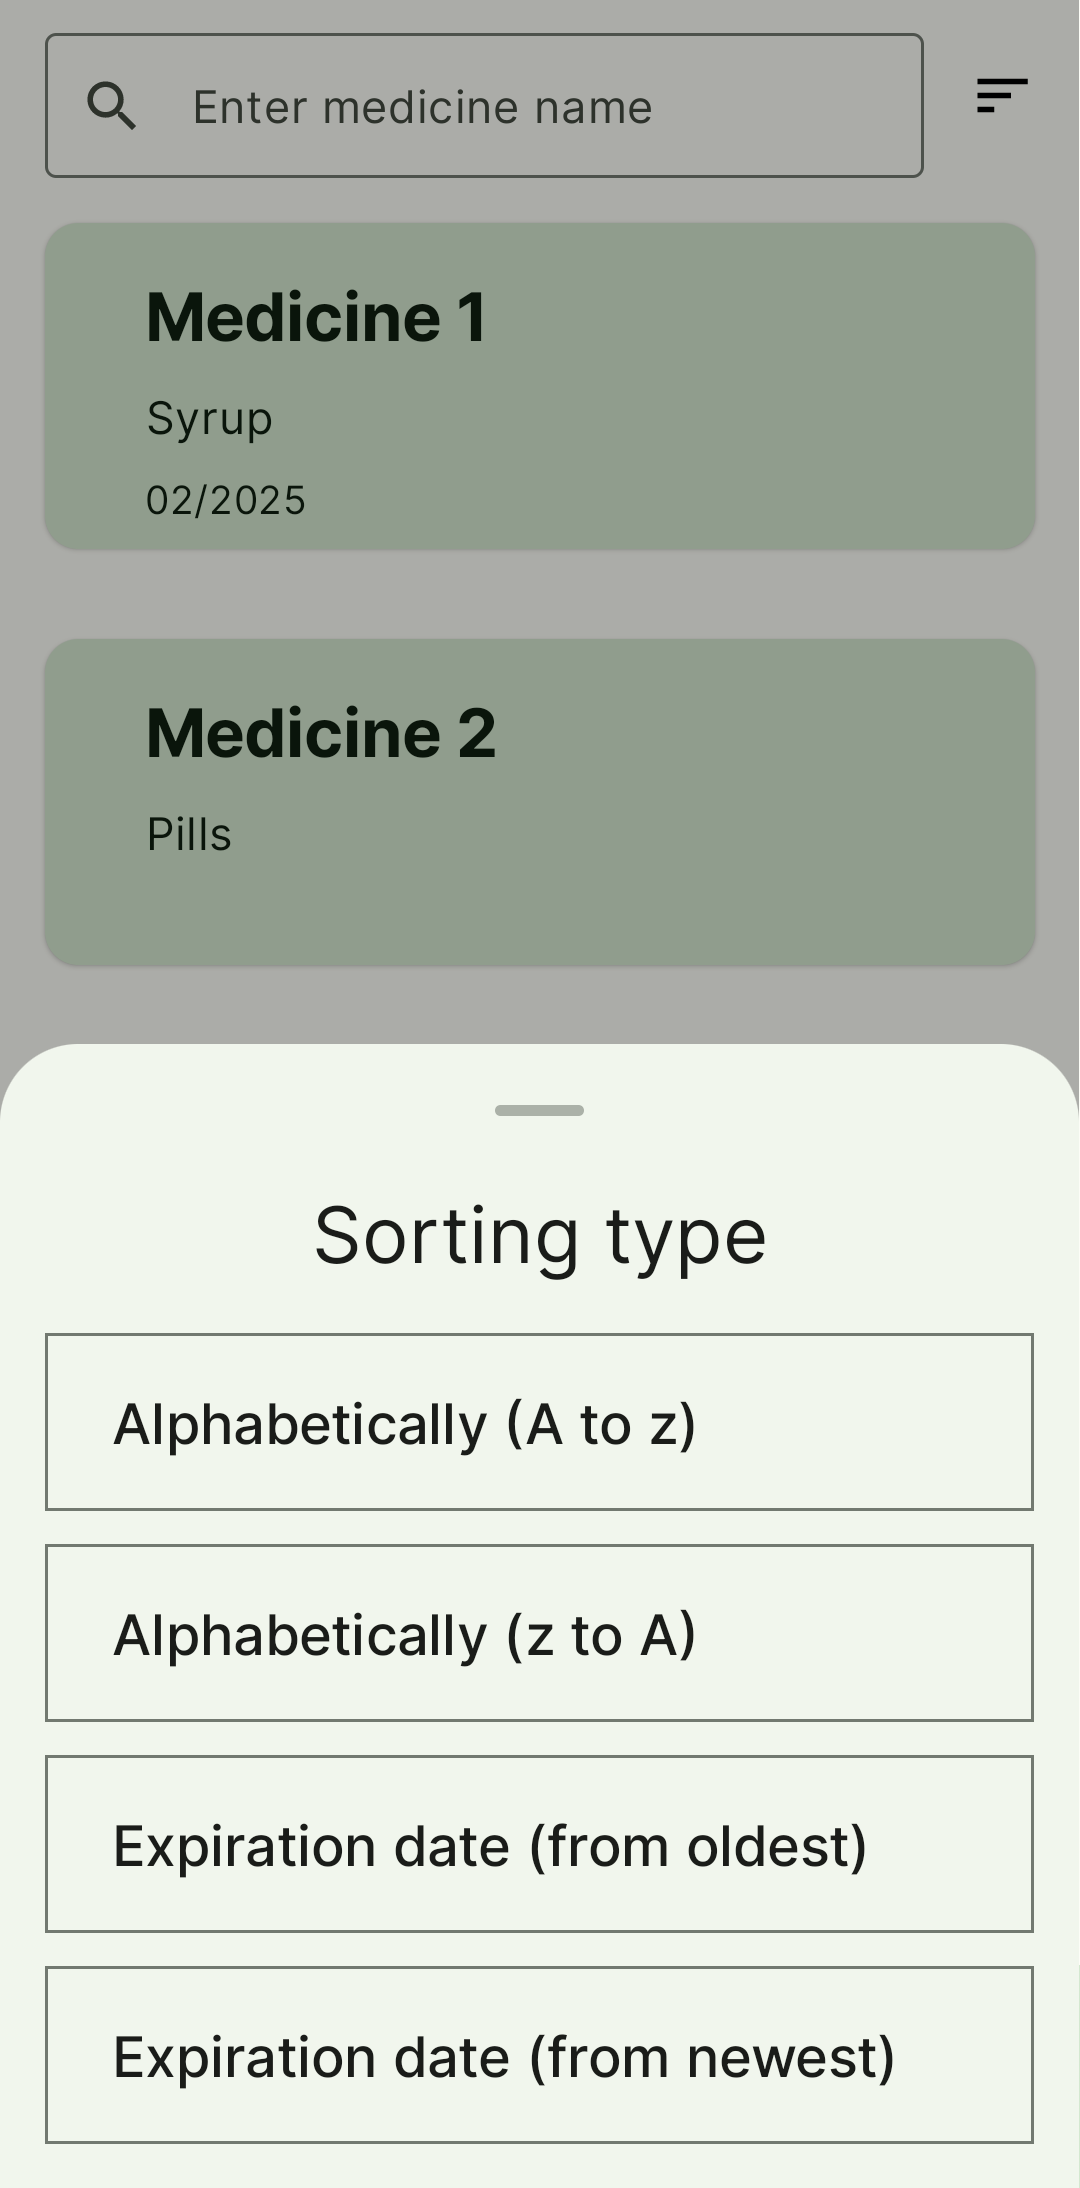 Enter medicine name
Medicine 1
Syrup
02/2025
Medicine 2
Pills
Sorting type
Alphabetically (A to z)
Alphabetically (z to A)
Expiration date (from oldest)
Expiration date (from newest)